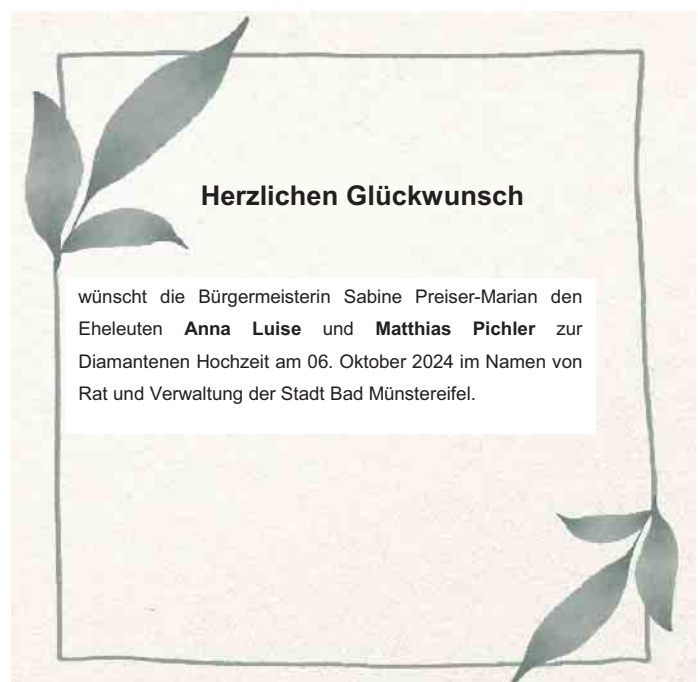 Herzlichen Glückwunsch
wünscht die Bürgermeisterin Sabine Preiser-Marian den
Eheleuten Anna Luise und Matthias Pichler zur
Diamantenen Hochzeit am 06. Oktober 2024 im Namen von
Rat und Verwaltung der Stadt Bad Münstereifel.